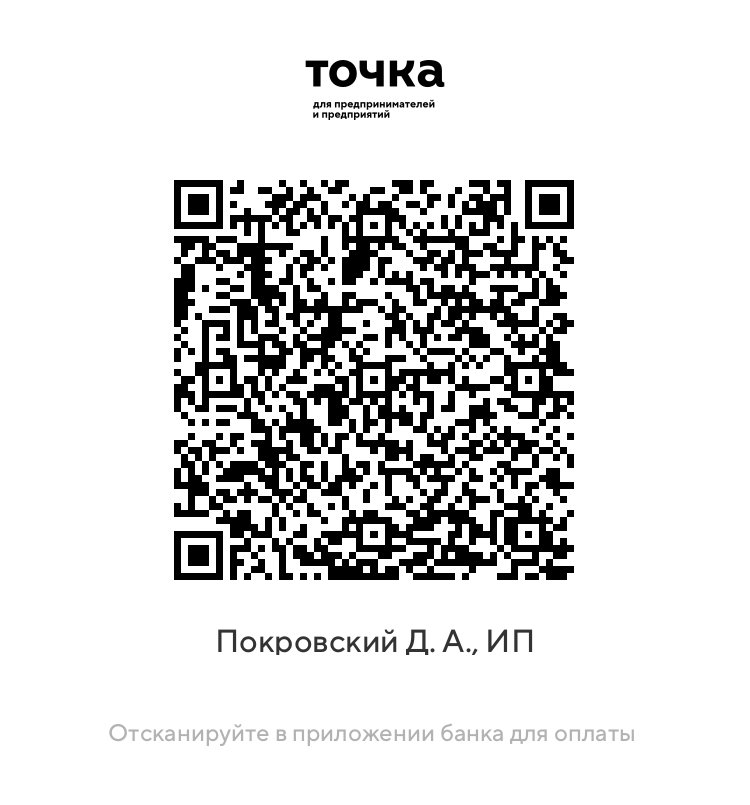 точка
для предпринимателей
и предприятий
Покровский Д. А., ИП
Отсканируйте в приложении банка для оплаты